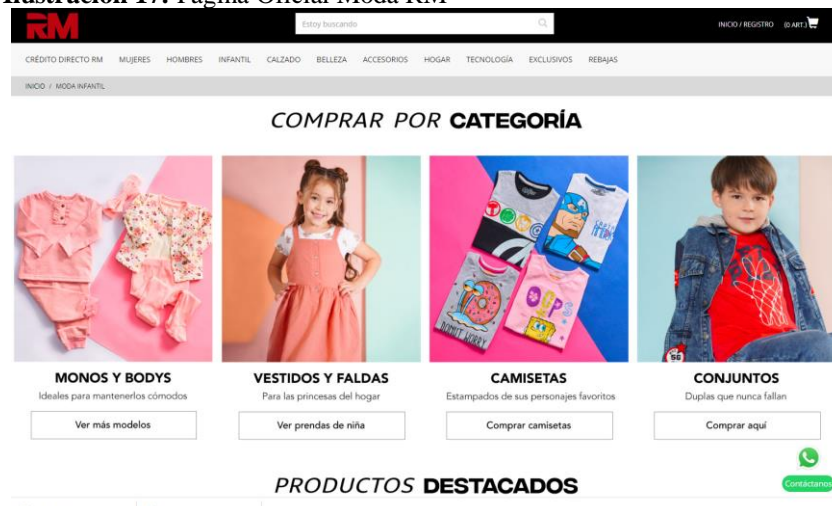 Ilustración 17. Página Oficial Moda RM
RM
Estoy buscando
INICIO / REGISTRO (0 ART.)
CRÉDITO DIRECTO RM MUJERES HOMBRES INFANTIL CALZADO BELLEZA ACCESORIOS HOGAR TECNOLOGÍA EXCLUSIVOS REBAJAS
INICIO / MODA INFANTIL
COMPRAR POR CATEGORÍA
MONOS Y BODYS
Ideales para mantenerlos cómodos
Ver más modelos
VESTIDOS Y FALDAS
Para las princesas del hogar
Ver prendas de niña
CAMISETAS
Estampados de sus personajes favoritos
Comprar camisetas
CONJUNTOS
Duplas que nunca fallan
Comprar aquí
Contáctanos
PRODUCTOS DESTACADOS